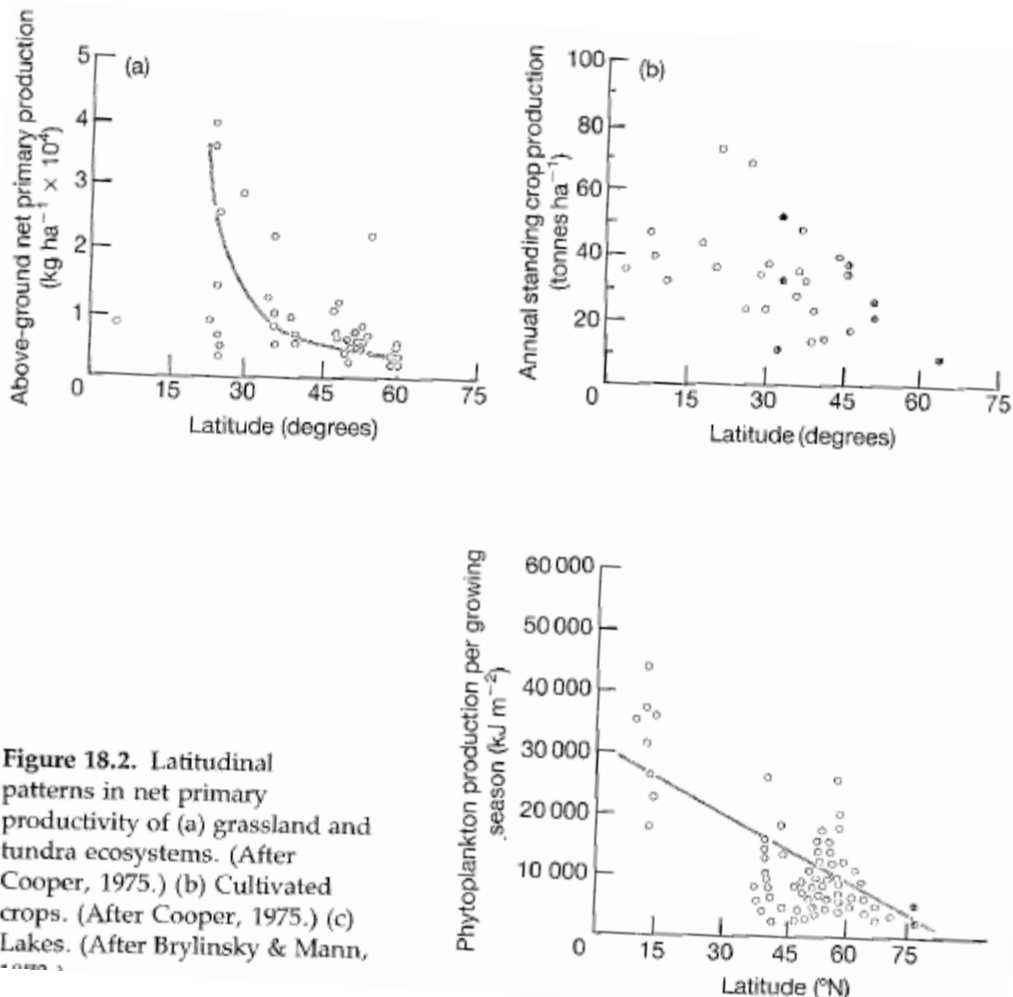 (a)
Above-ground net primary production
(kg ha⁻¹ × 10⁴)
5
4
3
2
1
0
15
30
45
60
75
Latitude (degrees)
(b)
Annual standing crop production
(tonnes ha⁻¹)
100
80
60
40
20
0
15
30
45
60
75
Latitude (degrees)
Phytoplankton production per growing
season (kJ m⁻²)
60 000
50 000
40 000
30 000
20 000
10 000
0
15
30
45
60
75
Latitude (°N)
Figure 18.2. Latitudinal
patterns in net primary
productivity of (a) grassland and
tundra ecosystems. (After
Cooper, 1975.) (b) Cultivated
crops. (After Cooper, 1975.) (c)
Lakes. (After Brylinsky & Mann,